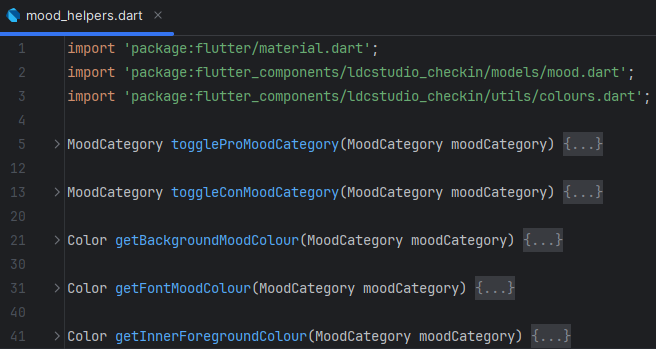 mood_helpers.dart
1 import 'package:flutter/material.dart';
2 import 'package:flutter_components/ldcstudio_checkin/models/mood.dart';
3 import 'package:flutter_components/ldcstudio_checkin/utils/colours.dart';
4
5 MoodCategory toggleProMoodCategory(MoodCategory moodCategory) {...}
12
13 MoodCategory toggleConMoodCategory(MoodCategory moodCategory) {...}
20
21 Color getBackgroundMoodColour(MoodCategory moodCategory) {...}
30
31 Color getFontMoodColour(MoodCategory moodCategory) {...}
40
41 Color getInnerForegroundColour(MoodCategory moodCategory) {...}